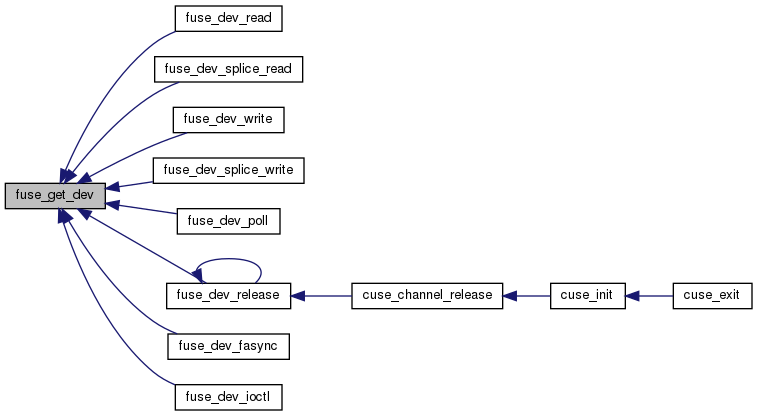 fuse_dev_read
fuse_dev_splice_read
fuse_dev_write
fuse_dev_splice_write
fuse_get_dev
fuse_dev_poll
fuse_dev_release
cuse_channel_release
cuse_init
cuse_exit
fuse_dev_fasync
fuse_dev_ioctl